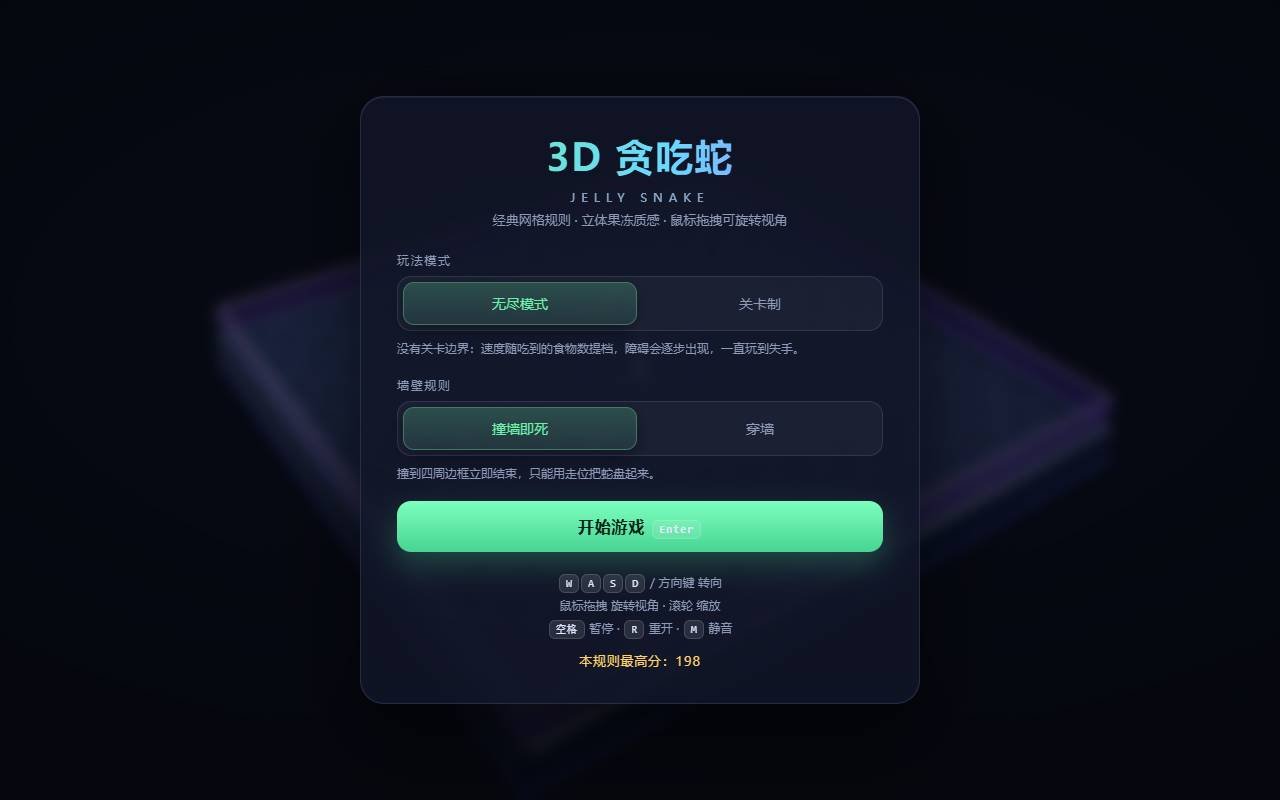 3D 贪吃蛇
JELLY SNAKE
经典网格规则 · 立体果冻质感 · 鼠标拖拽可旋转视角
玩法模式
无尽模式 关卡制
没有关卡边界：速度随吃到的食物数提档，障碍会逐步出现，一直玩到失手。
墙壁规则
撞墙即死 穿墙
撞到四周边框立即结束，只能用走位把蛇盘起来。
开始游戏 Enter
W A S D / 方向键 转向
鼠标拖拽 旋转视角 · 滚轮 缩放
空格 暂停 · R 重开 · M 静音
本规则最高分：198